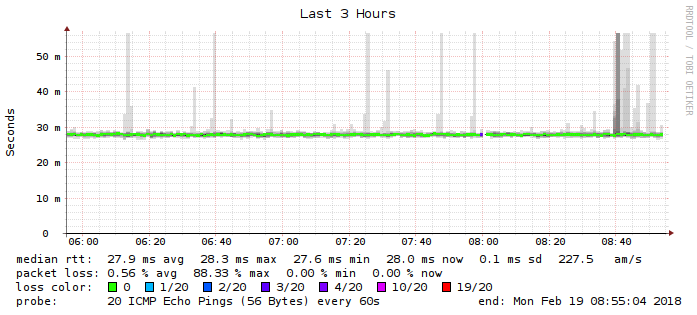 Last 3 Hours
RRDTOOL / TOBI OETIKER
Seconds
50 m
40 m
30 m
20 m
10 m
0
06:00 06:20 06:40 07:00 07:20 07:40 08:00 08:20 08:40
median rtt: 27.9 ms avg 28.3 ms max 27.6 ms min 28.0 ms now 0.1 ms sd 227.5 am/s
packet loss: 0.56 % avg 88.33 % max 0.00 % min 0.00 % now
loss color: 0 1/20 2/20 3/20 4/20 10/20 19/20
probe: 20 ICMP Echo Pings (56 Bytes) every 60s end: Mon Feb 19 08:55:04 2018